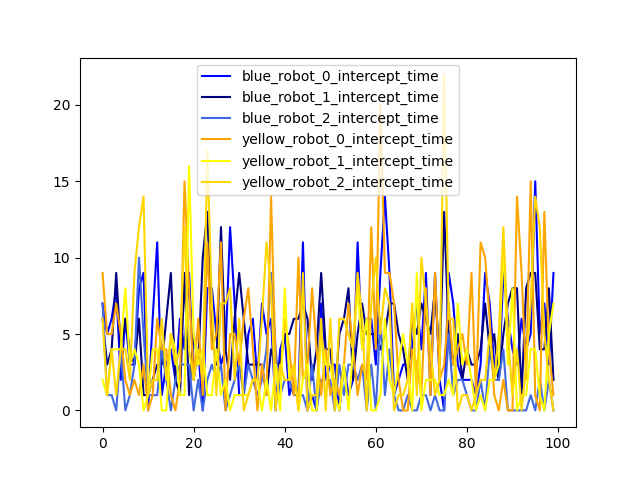 blue_robot_0_intercept_time
blue_robot_1_intercept_time
blue_robot_2_intercept_time
yellow_robot_0_intercept_time
yellow_robot_1_intercept_time
yellow_robot_2_intercept_time
20
15
10
5
0
0 20 40 60 80 100